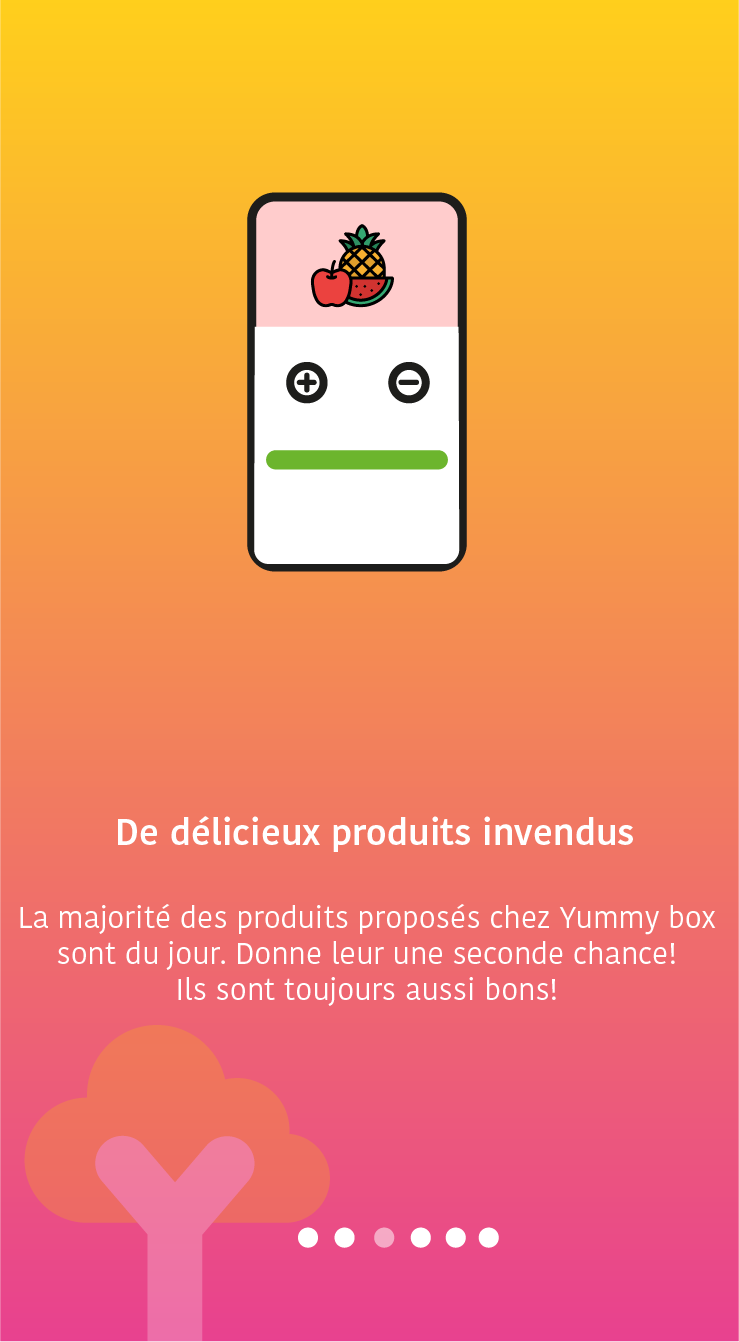 De délicieux produits invendus
La majorité des produits proposés chez Yummy box
sont du jour. Donne leur une seconde chance!
Ils sont toujours aussi bons!